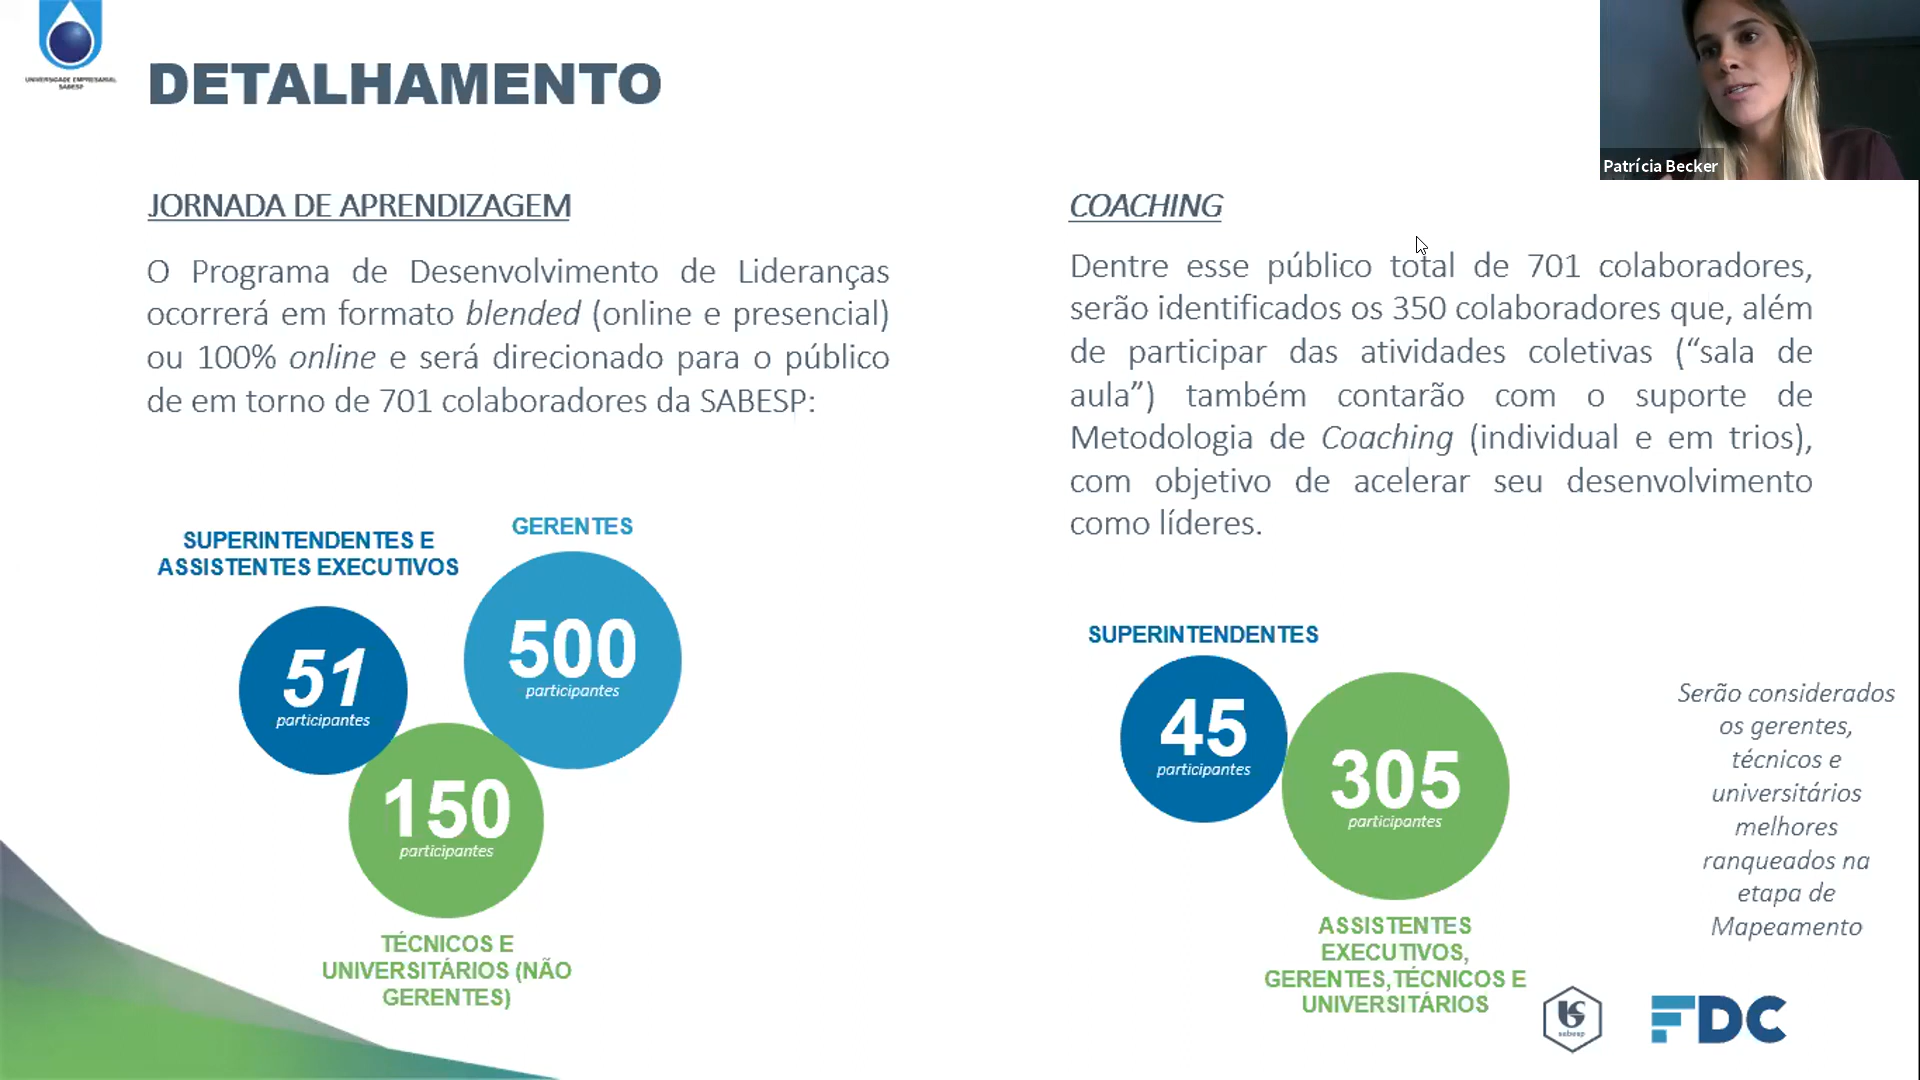 UNIVERSIDADE EMPRESARIAL
SABESP
DETALHAMENTO
Patrícia Becker
JORNADA DE APRENDIZAGEM
O Programa de Desenvolvimento de Lideranças
ocorrerá em formato blended (online e presencial)
ou 100% online e será direcionado para o público
de em torno de 701 colaboradores da SABESP:
SUPERINTENDENTES E
ASSISTENTES EXECUTIVOS
51
participantes
GERENTES
500
participantes
150
participantes
TÉCNICOS E
UNIVERSITÁRIOS (NÃO
GERENTES)
COACHING
Dentre esse público total de 701 colaboradores,
serão identificados os 350 colaboradores que, além
de participar das atividades coletivas (“sala de
aula”) também contarão com o suporte de
Metodologia de Coaching (individual e em trios),
com objetivo de acelerar seu desenvolvimento
como líderes.
SUPERINTENDENTES
45
participantes
305
participantes
ASSISTENTES
EXECUTIVOS,
GERENTES,TÉCNICOS E
UNIVERSITÁRIOS
Serão considerados
os gerentes,
técnicos e
universitários
melhores
ranqueados na
etapa de
Mapeamento
sabesp
FDC